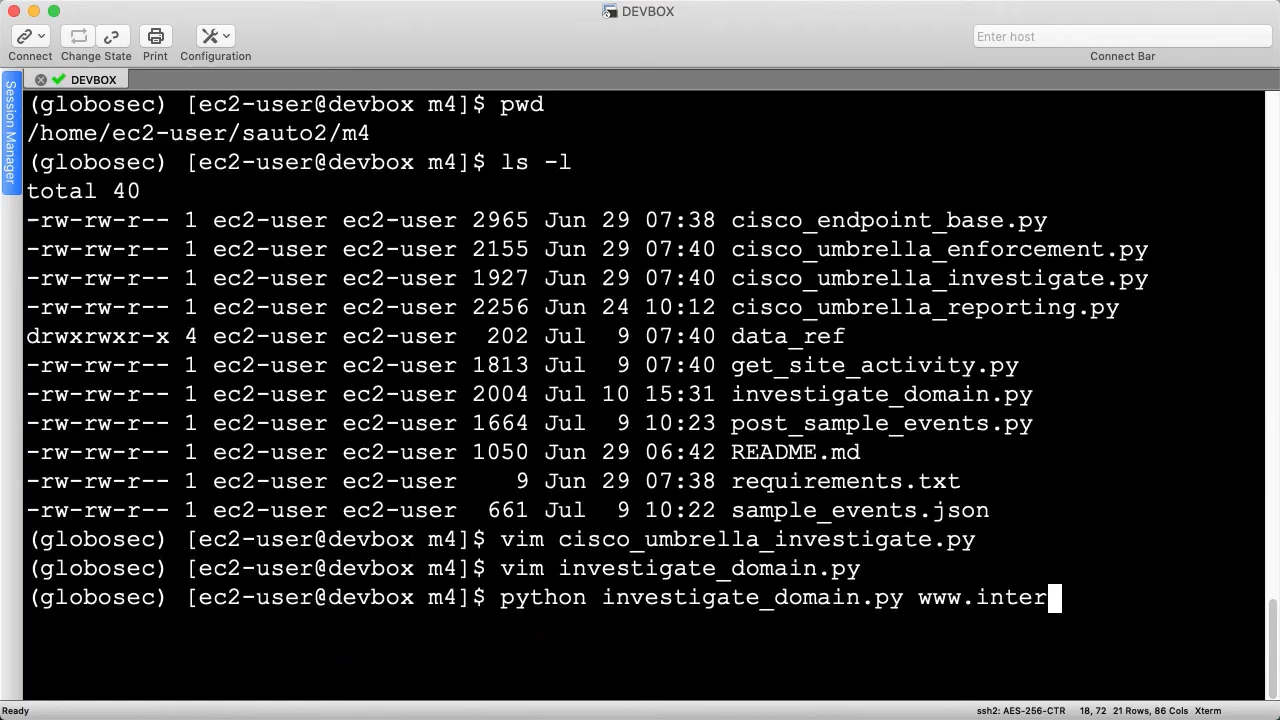 DEVBOX
Connect
Change State
Print
Configuration
Enter host
Connect Bar
Session Manager
DEVBOX
(globosec) [ec2-user@devbox m4]$ pwd
/home/ec2-user/sauto2/m4
(globosec) [ec2-user@devbox m4]$ ls -l
total 40
-rw-rw-r-- 1 ec2-user ec2-user 2965 Jun 29 07:38 cisco_endpoint_base.py
-rw-rw-r-- 1 ec2-user ec2-user 2155 Jun 29 07:40 cisco_umbrella_enforcement.py
-rw-rw-r-- 1 ec2-user ec2-user 1927 Jun 29 07:40 cisco_umbrella_investigate.py
-rw-rw-r-- 1 ec2-user ec2-user 2256 Jun 24 10:12 cisco_umbrella_reporting.py
drwxrwxr-x 4 ec2-user ec2-user  202 Jul  9 07:40 data_ref
-rw-rw-r-- 1 ec2-user ec2-user 1813 Jul  9 07:40 get_site_activity.py
-rw-rw-r-- 1 ec2-user ec2-user 2004 Jul 10 15:31 investigate_domain.py
-rw-rw-r-- 1 ec2-user ec2-user 1664 Jul  9 10:23 post_sample_events.py
-rw-rw-r-- 1 ec2-user ec2-user 1050 Jun 29 06:42 README.md
-rw-rw-r-- 1 ec2-user ec2-user    9 Jun 29 07:38 requirements.txt
-rw-rw-r-- 1 ec2-user ec2-user  661 Jul  9 10:22 sample_events.json
(globosec) [ec2-user@devbox m4]$ vim cisco_umbrella_investigate.py
(globosec) [ec2-user@devbox m4]$ vim investigate_domain.py
(globosec) [ec2-user@devbox m4]$ python investigate_domain.py www.inter
Ready
ssh2: AES-256-CTR
18, 72
21 Rows, 86 Cols
Xterm